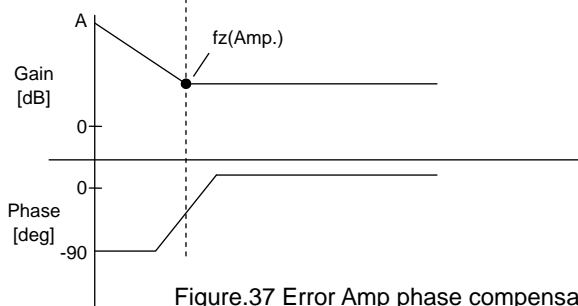 A
fz(Amp.)
Gain
[dB]
0
0
Phase
[deg]
-90
Figure.37 Error Amp phase compensa